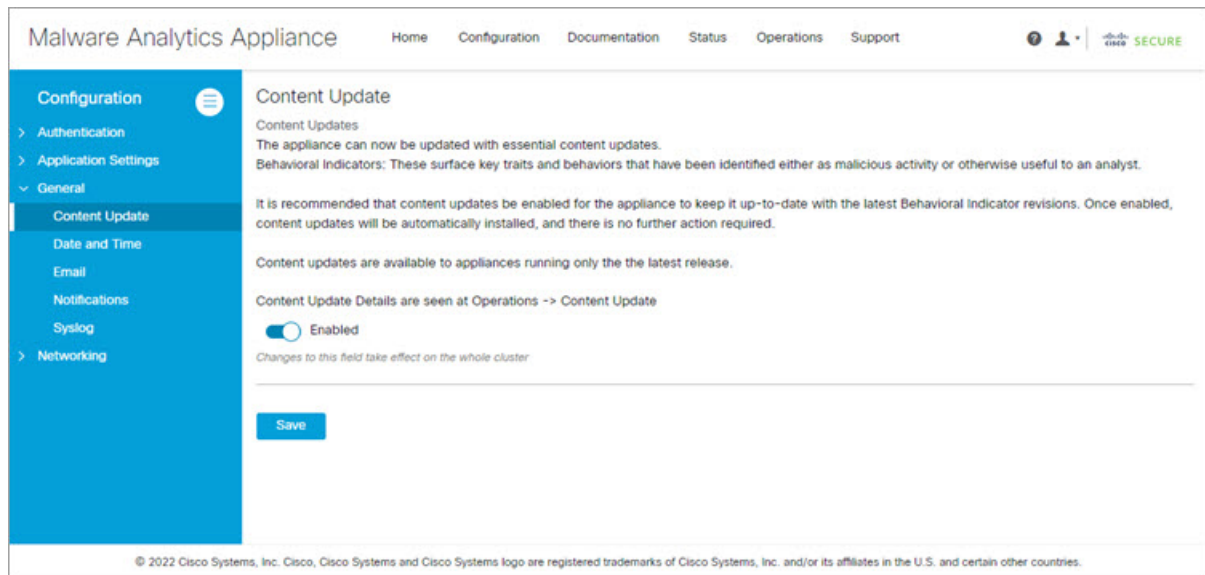 Malware Analytics Appliance
Home Configuration Documentation Status Operations Support
? cisco SECURE
Configuration
Authentication
Application Settings
General
Content Update
Date and Time
Email
Notifications
Syslog
Networking
Content Update
Content Updates
The appliance can now be updated with essential content updates.
Behavioral Indicators: These surface key traits and behaviors that have been identified either as malicious activity or otherwise useful to an analyst.
It is recommended that content updates be enabled for the appliance to keep it up-to-date with the latest Behavioral Indicator revisions. Once enabled,
content updates will be automatically installed, and there is no further action required.
Content updates are available to appliances running only the the latest release.
Content Update Details are seen at Operations -> Content Update
Enabled
Changes to this field take effect on the whole cluster
Save
© 2022 Cisco Systems, Inc. Cisco, Cisco Systems and Cisco Systems logo are registered trademarks of Cisco Systems, Inc. and/or its affiliates in the U.S. and certain other countries.